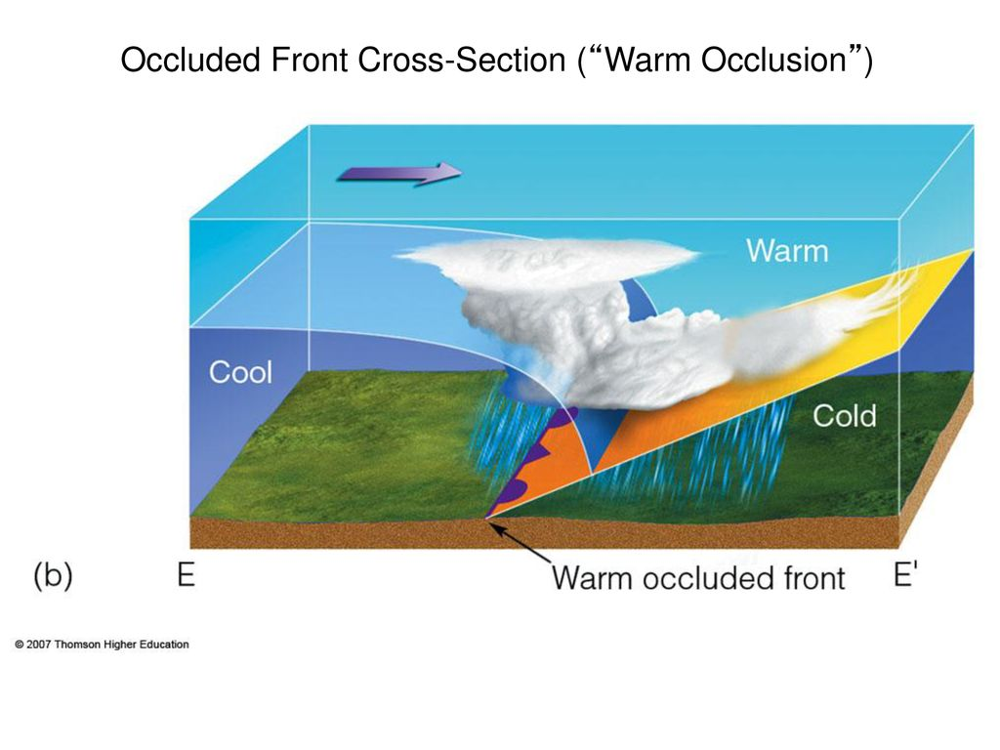 Occluded Front Cross-Section (“Warm Occlusion”)
Warm
Cool
Cold
Warm occluded front
(b)
E
E'
© 2007 Thomson Higher Education